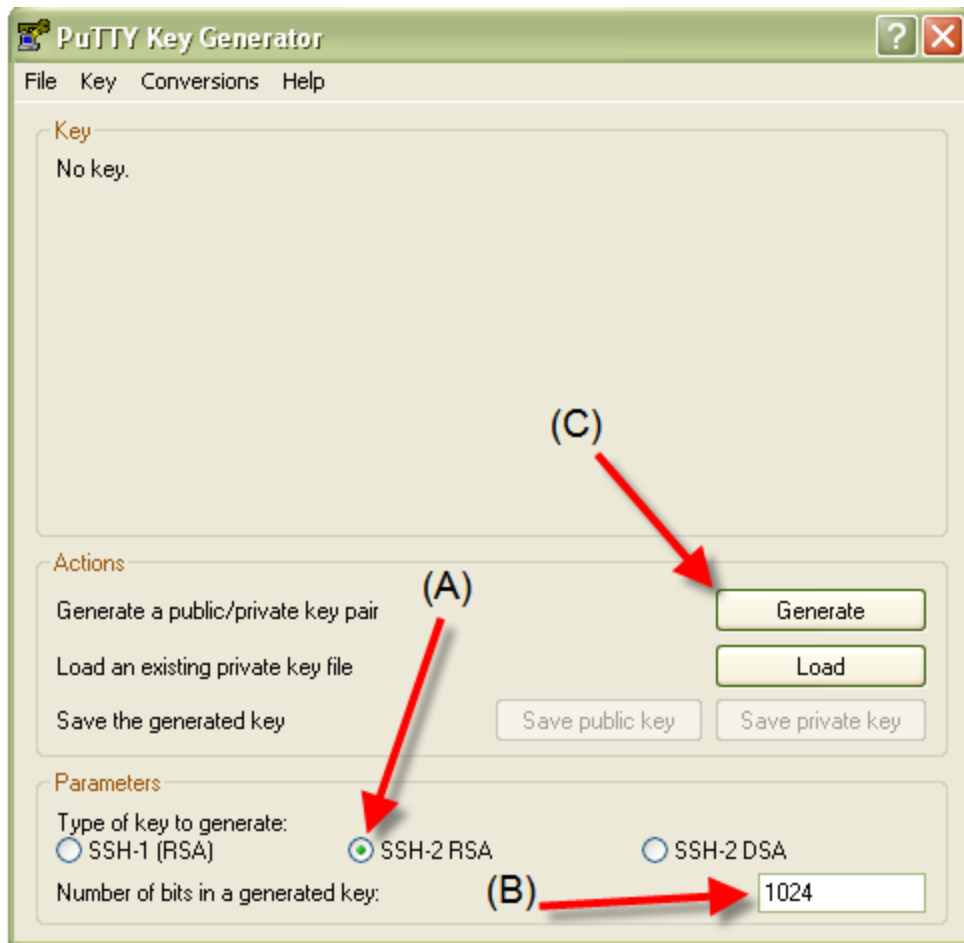 PuTTY Key Generator
File Key Conversions Help
Key
No key.
(C)
Actions
(A)
Generate a public/private key pair Generate
Load an existing private key file Load
Save the generated key Save public key Save private key
Parameters
Type of key to generate:
SSH-1 (RSA) SSH-2 RSA SSH-2 DSA
Number of bits in a generated key: (B) 1024